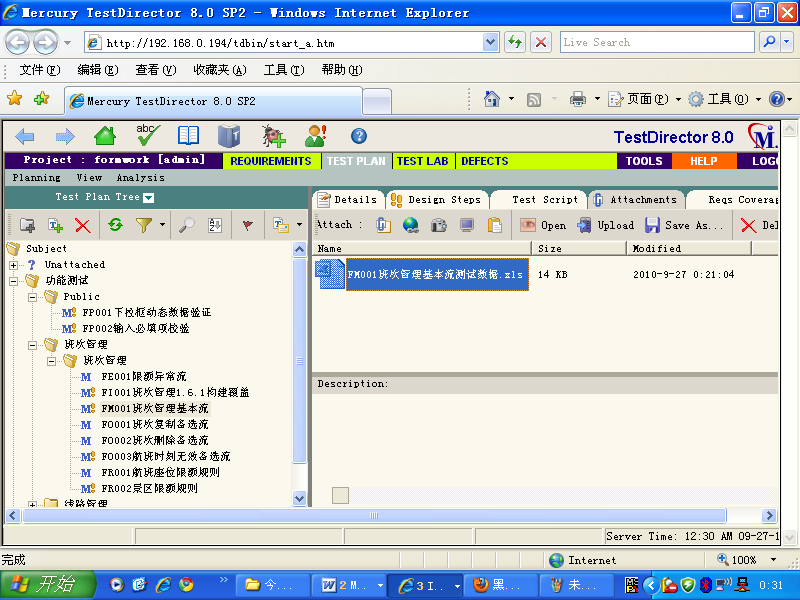 Mercury TestDirector 8.0 SP2 - Windows Internet Explorer
http://192.168.0.194/tdbin/start_a.htm
Live Search
文件(F) 编辑(E) 查看(V) 收藏夹(A) 工具(T) 帮助(H)
Mercury TestDirector 8.0 SP2
页面(P) 工具(O)
abc
TestDirector 8.0 M.
Project : formwork [admin] REQUIREMENTS TEST PLAN TEST LAB DEFECTS TOOLS HELP LOG
Planning View Analysis
Test Plan Tree Details Design Steps Test Script Attachments Reqs Coverag
Attach : Open Upload Save As... Del
Subject
Name Size Modified
Unattached
FM001班次管理基本流测试数据.xls 14 KB 2010-9-27 0:21:04
功能测试
Public
FP001下拉框动态数据验证
FP002输入必填项校验
班次管理
班次管理
FE001限额异常流
FI001班次管理1.6.1构建覆盖
FM001班次管理基本流
FO001班次复制备选流
FO002班次删除备选流
FO003航班时刻无效备选流
FR001航班座位限额规则
FR002景区限额规则
线路管理
Description:
Server Time: 12:30 AM 09-27-1
完成 Internet 100%
开始 今... 2 M... 3 I... 黑... 未... 0:31